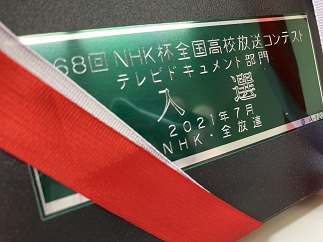 68回 NHK杯全国高校放送コンテスト
テレビドキュメント部門
入選
2021年7月
NHK・全放連